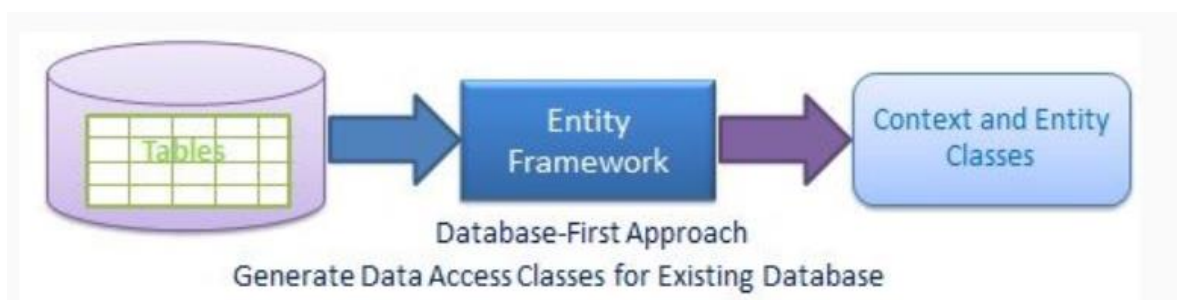 Tables
Entity
Framework
Context and Entity
Classes
Database-First Approach
Generate Data Access Classes for Existing Database